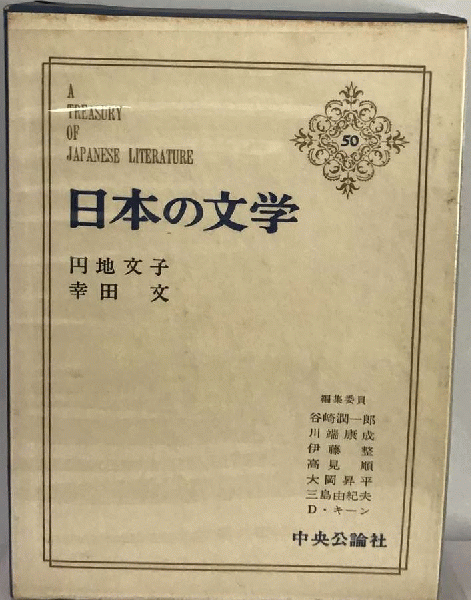 A
TREASURY
OF
JAPANESE LITERATURE
50
日本の文学
円地文子
幸田 文
編集委員
谷崎潤一郎
川端康成
伊藤 整
高見 順
大岡昇平
三島由紀夫
D・キーン
中央公論社